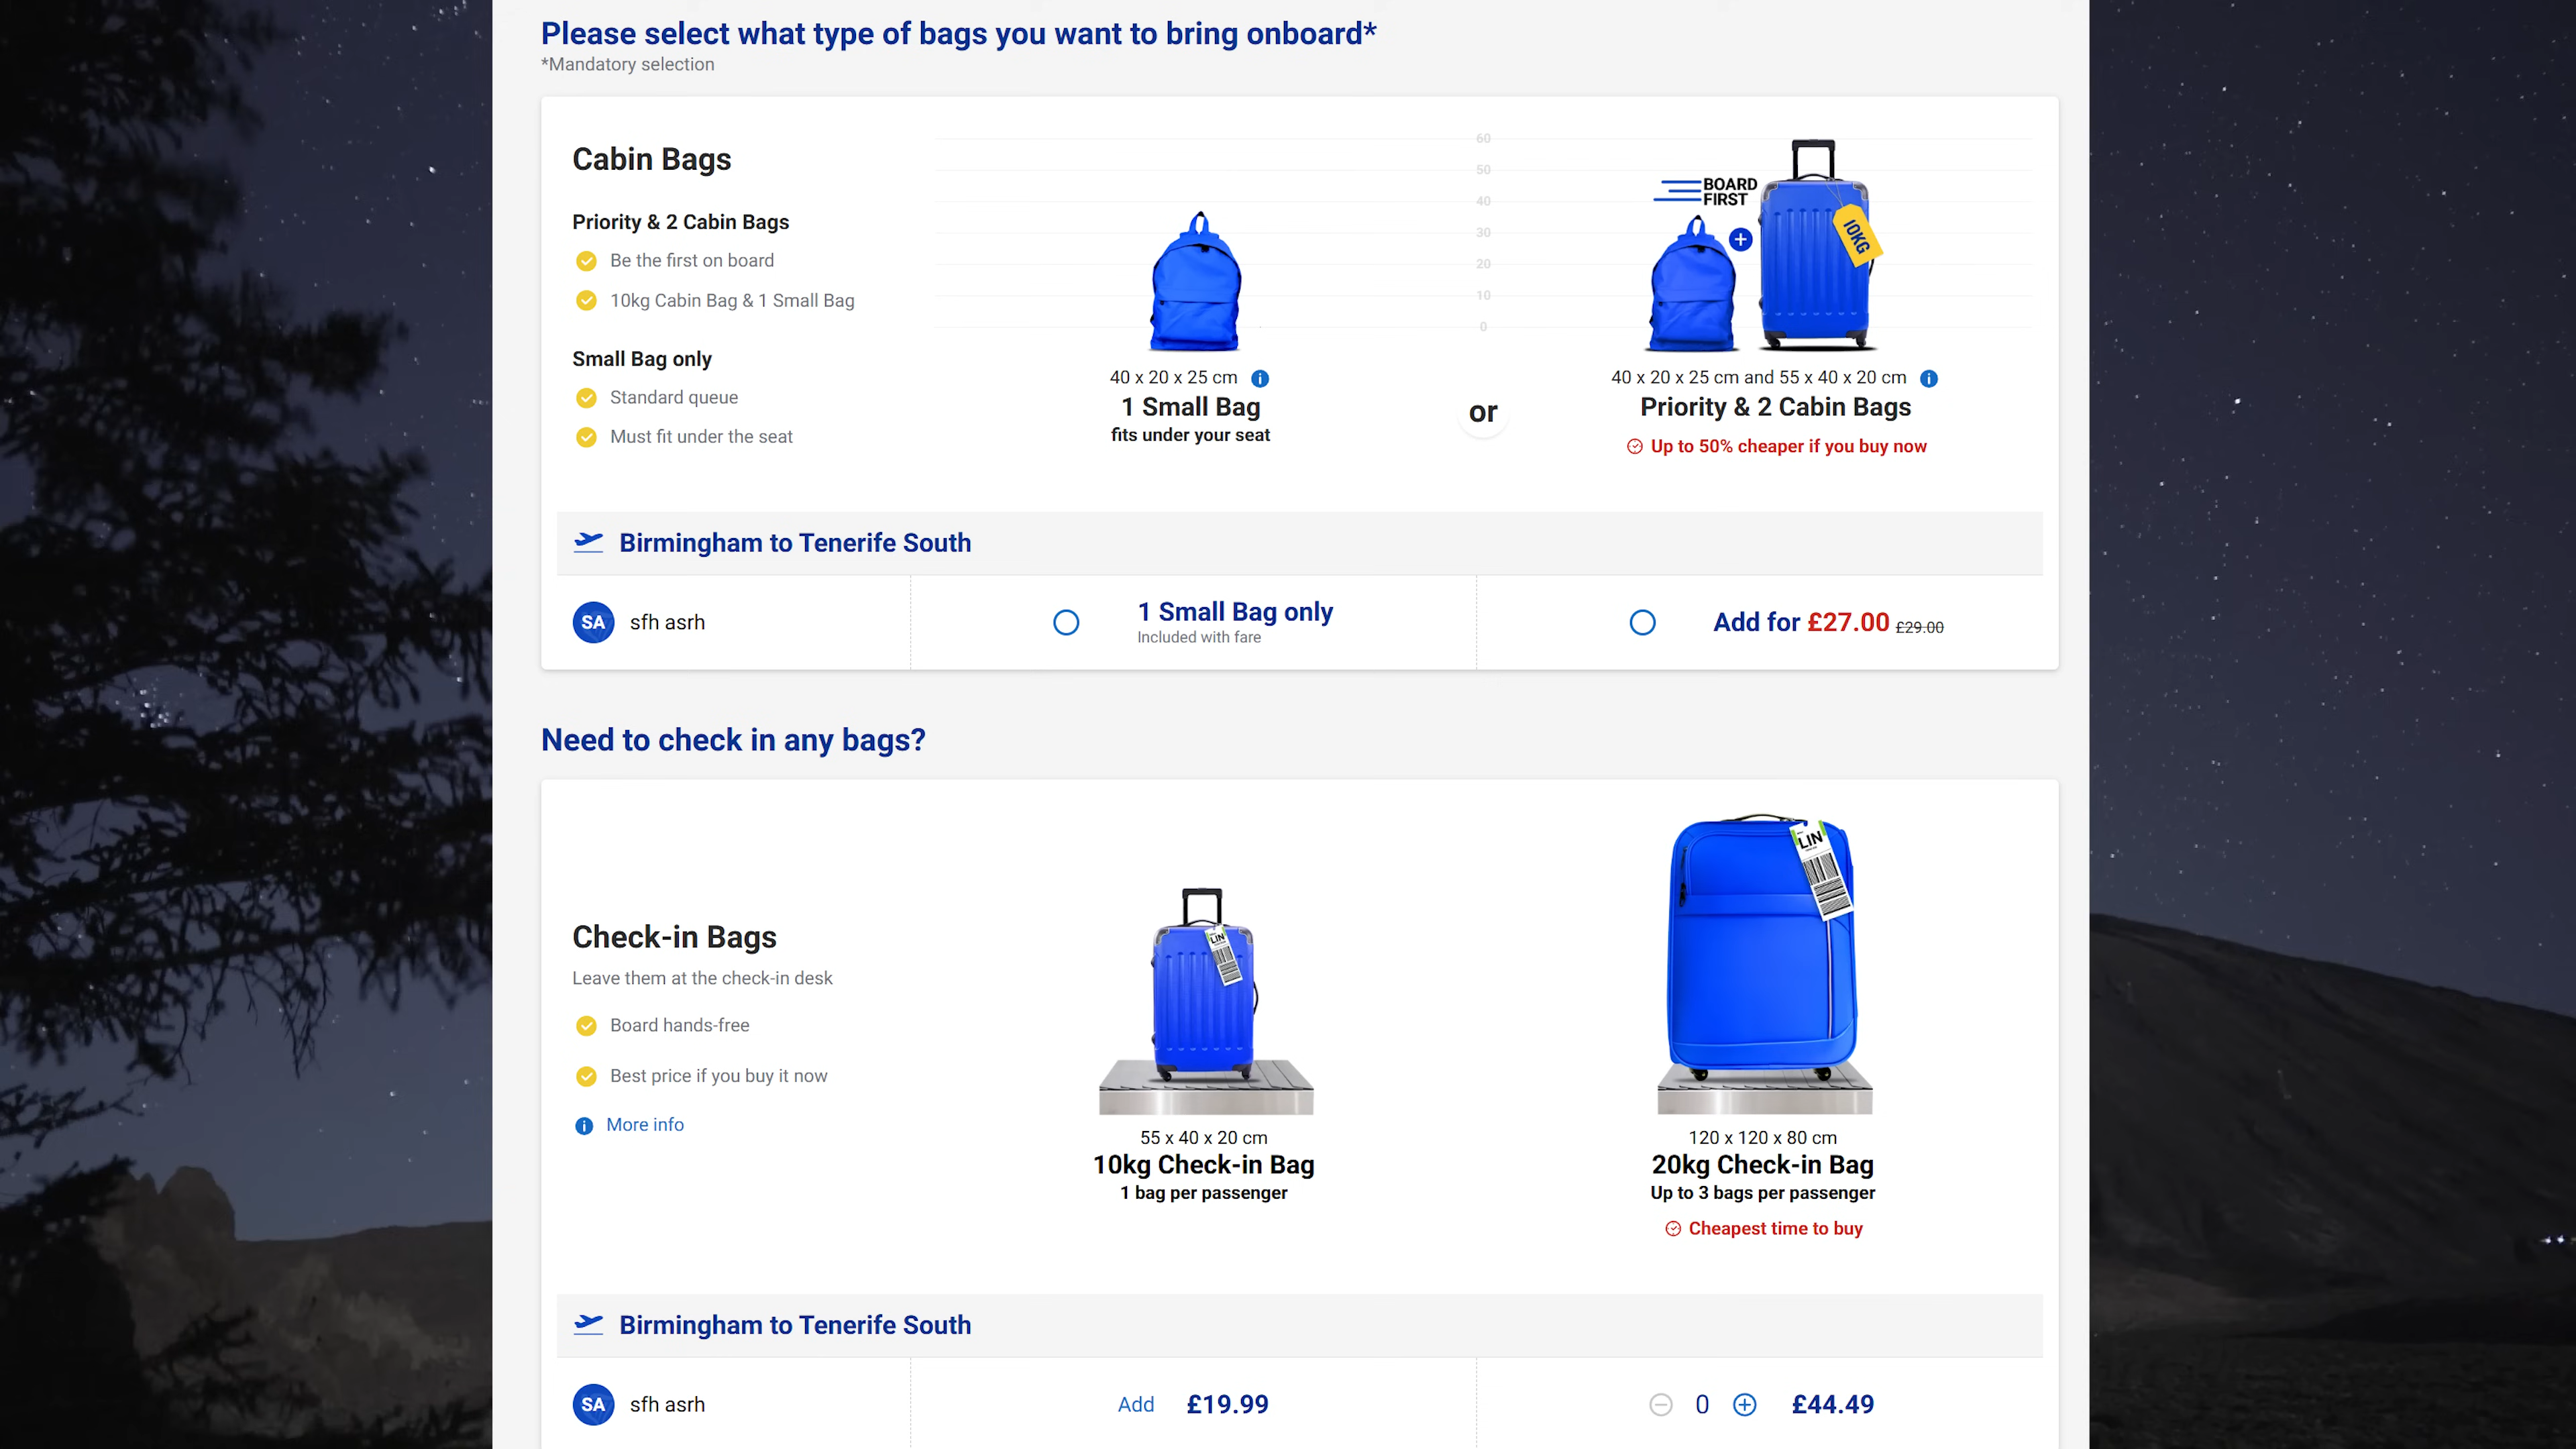 Please select what type of bags you want to bring onboard*
*Mandatory selection
Cabin Bags
Priority & 2 Cabin Bags
Be the first on board
10kg Cabin Bag & 1 Small Bag
Small Bag only
Standard queue
Must fit under the seat
40 x 20 x 25 cm
1 Small Bag
fits under your seat
60
50
40
30
20
10
0
or
BOARD
FIRST
10KG
40 x 20 x 25 cm and 55 x 40 x 20 cm
Priority & 2 Cabin Bags
Up to 50% cheaper if you buy now
Birmingham to Tenerife South
SA sfh asrh
1 Small Bag only
Included with fare
Add for £27.00 £29.00
Need to check in any bags?
Check-in Bags
Leave them at the check-in desk
Board hands-free
Best price if you buy it now
More info
LIN
55 x 40 x 20 cm
10kg Check-in Bag
1 bag per passenger
LIN
120 x 120 x 80 cm
20kg Check-in Bag
Up to 3 bags per passenger
Cheapest time to buy
Birmingham to Tenerife South
SA sfh asrh
Add £19.99
0 £44.49